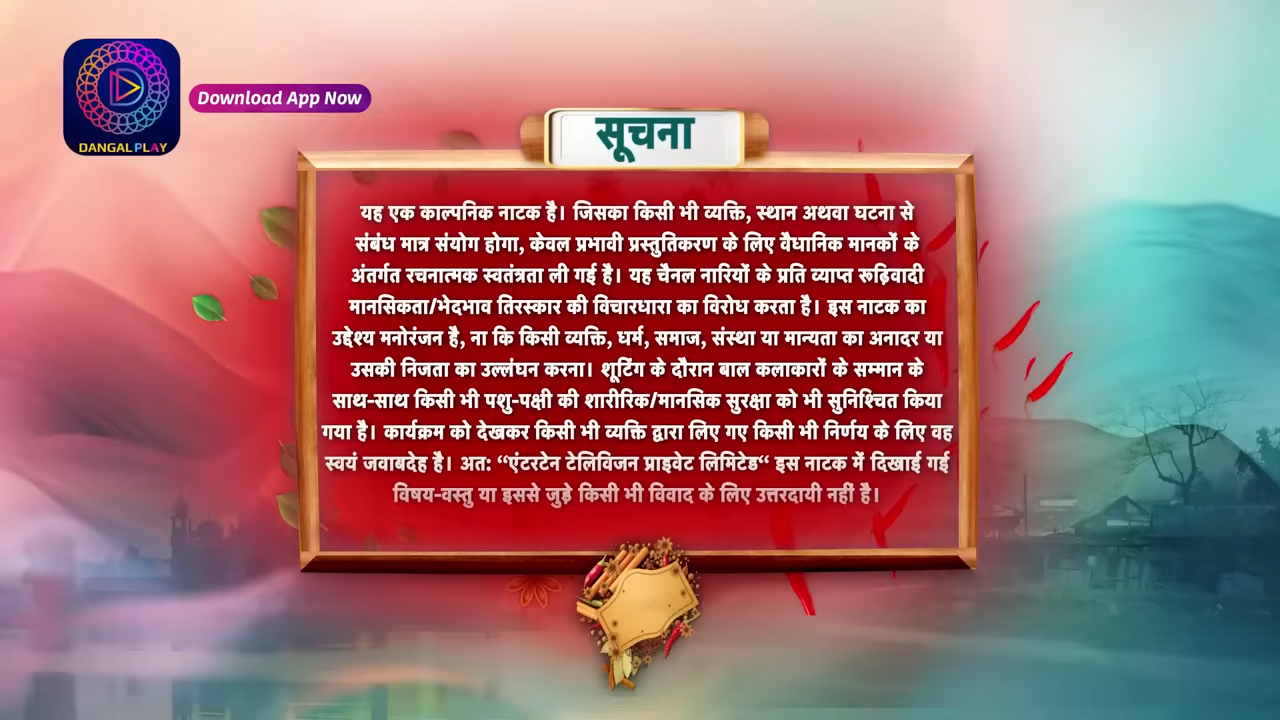 DANGAL PLAY
Download App Now
सूचना
यह एक काल्पनिक नाटक है। जिसका किसी भी व्यक्ति, स्थान अथवा घटना से
संबंध मात्र संयोग होगा, केवल प्रभावी प्रस्तुतिकरण के लिए वैधानिक मानकों के
अंतर्गत रचनात्मक स्वतंत्रता ली गई है। यह चैनल नारियों के प्रति व्याप्त रूढ़िवादी
मानसिकता/भेदभाव तिरस्कार की विचारधारा का विरोध करता है। इस नाटक का
उद्देश्य मनोरंजन है, ना कि किसी व्यक्ति, धर्म, समाज, संस्था या मान्यता का अनादर या
उसकी निजता का उल्लंघन करना। शूटिंग के दौरान बाल कलाकारों के सम्मान के
साथ-साथ किसी भी पशु-पक्षी की शारीरिक/मानसिक सुरक्षा को भी सुनिश्चित किया
गया है। कार्यक्रम को देखकर किसी भी व्यक्ति द्वारा लिए गए किसी भी निर्णय के लिए वह
स्वयं जवाबदेह है। अत: “एंटरटेन टेलिविजन प्राइवेट लिमिटेड“ इस नाटक में दिखाई गई
विषय-वस्तु या इससे जुड़े किसी भी विवाद के लिए उत्तरदायी नहीं है।